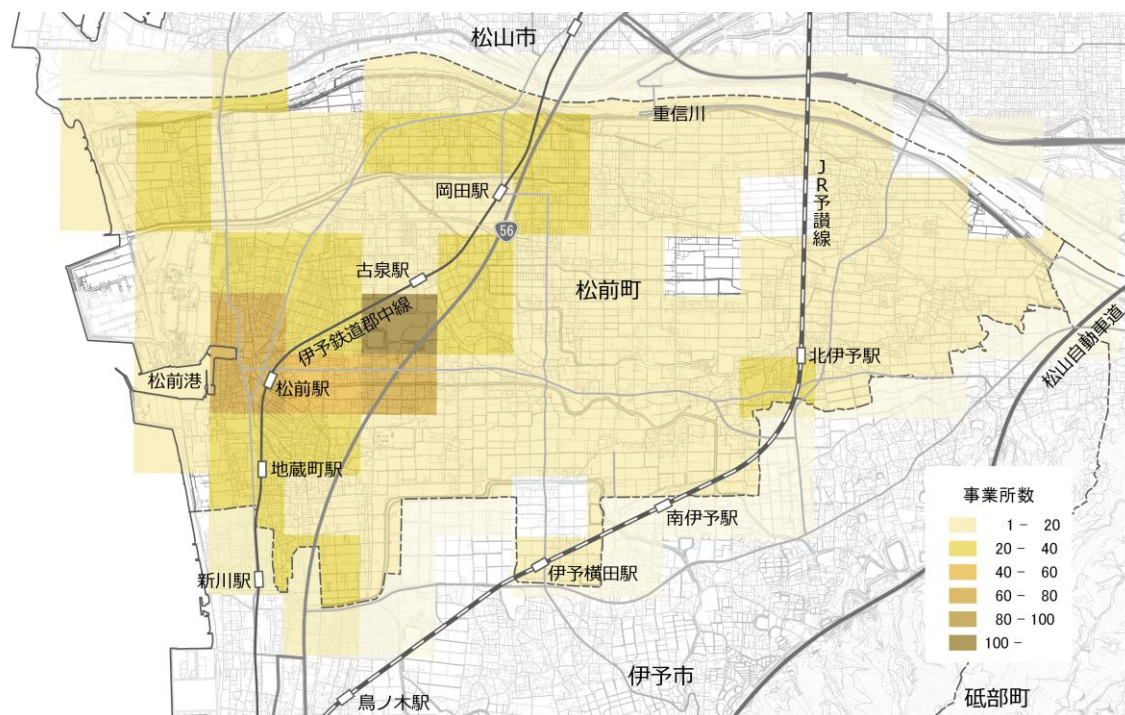 松山市
重信川
JR予讃線
岡田駅
56
古泉駅
松前町
伊予鉄道郡中線
北伊予駅
松山自動車道
松前港
松前駅
地蔵町駅
南伊予駅
新川駅
伊予横田駅
伊予市
鳥ノ木駅
砥部町
事業所数
1 - 20
20 - 40
40 - 60
60 - 80
80 - 100
100 -